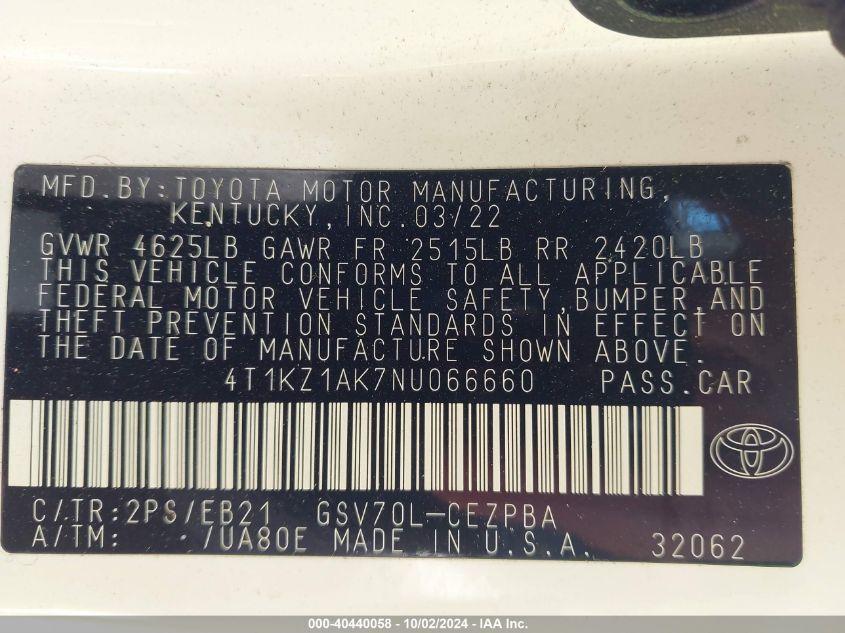 MFD.BY:TOYOTA MOTOR MANUFACTURING,
KENTUCKY,INC.03/22
GVWR 4625LB GAWR FR 2515LB RR 2420LB
THIS VEHICLE CONFORMS TO ALL APPLICABLE
FEDERAL MOTOR VEHICLE SAFETY,BUMPER,AND
THEFT PREVENTION STANDARDS IN EFFECT ON
THE DATE OF MANUFACTURE SHOWN ABOVE.
4T1KZ1AK7NU066660 PASS.CAR
C/TR:2PS/EB21 GSV70L-CEZPBA
A/TM: /UA80E MADE IN U.S.A. 32062
000-40440058 - 10/02/2024 - IAA Inc.